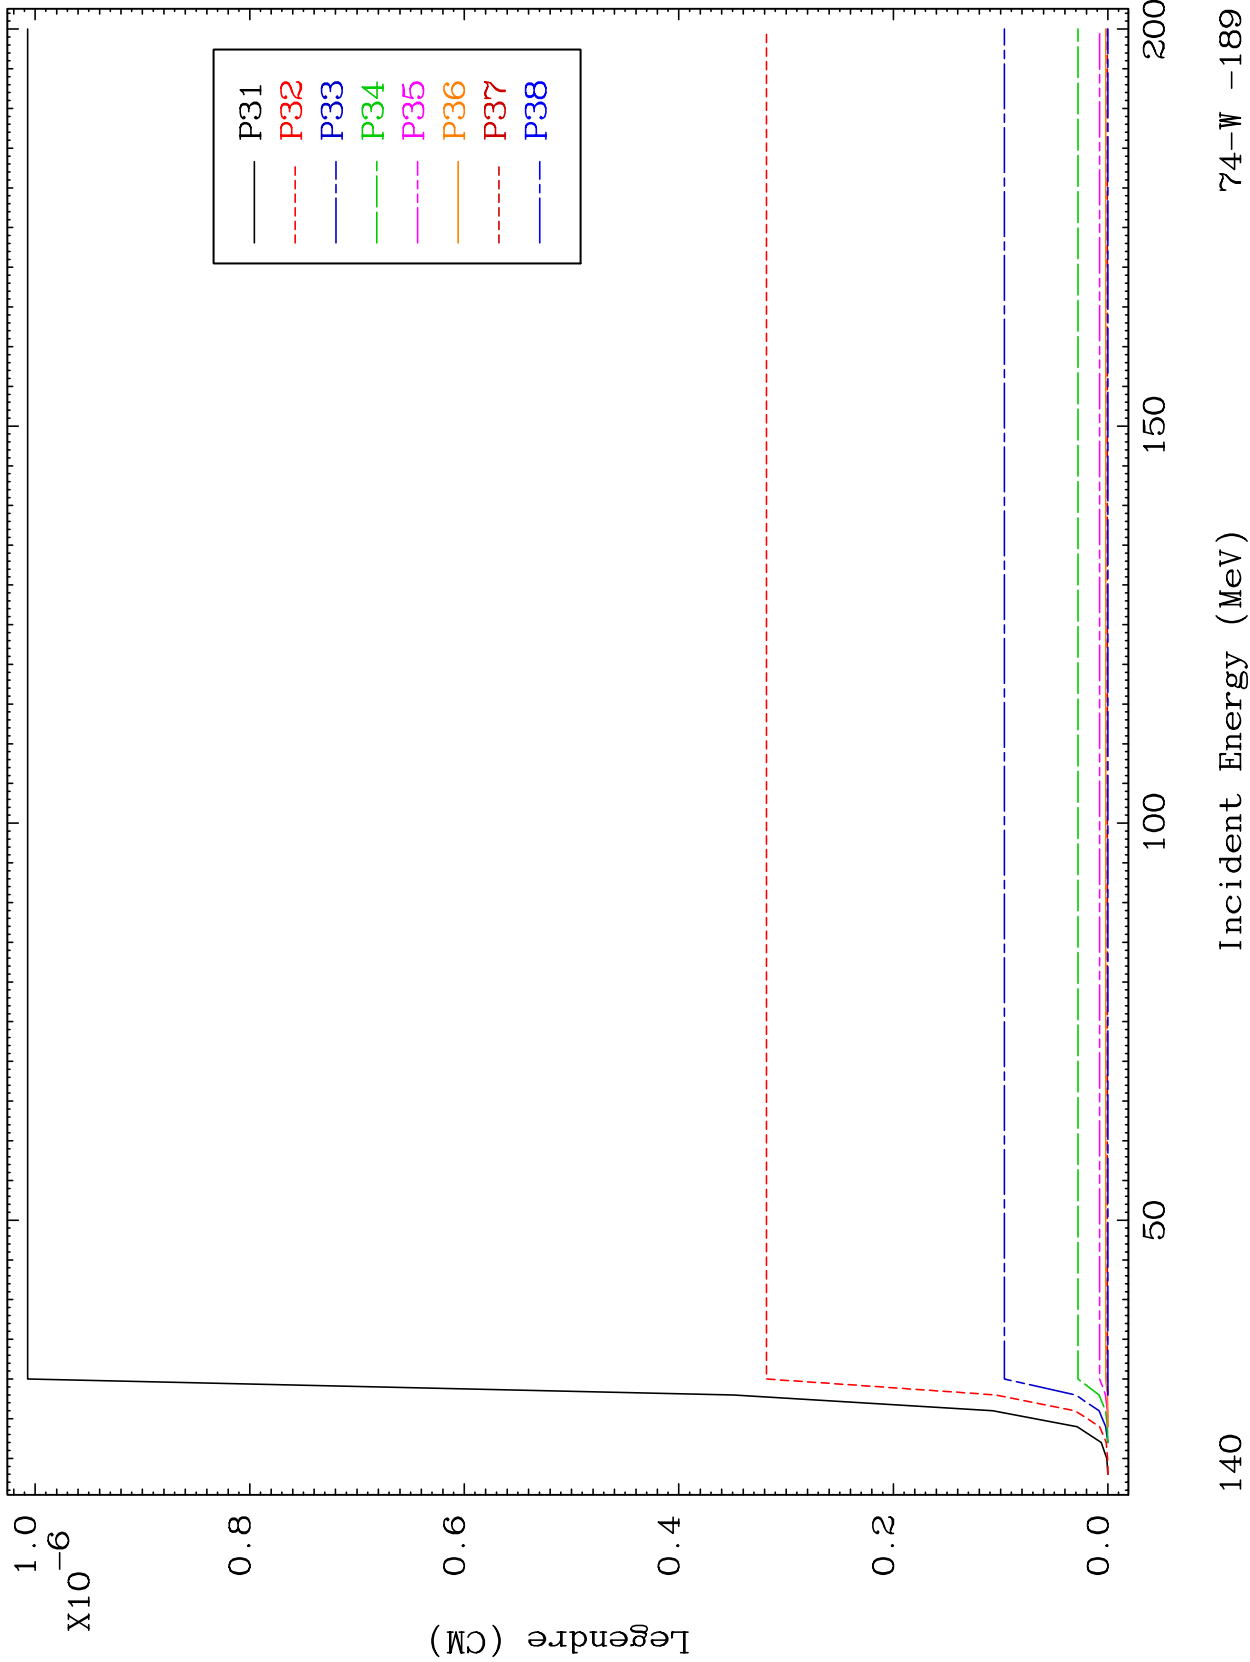 1.0
X10-6
0.8
0.6
0.4
0.2
0.0
Legendre (CM)
P31
P32
P33
P34
P35
P36
P37
P38
50
100
150
200
140
Incident Energy (MeV)
74-W -189